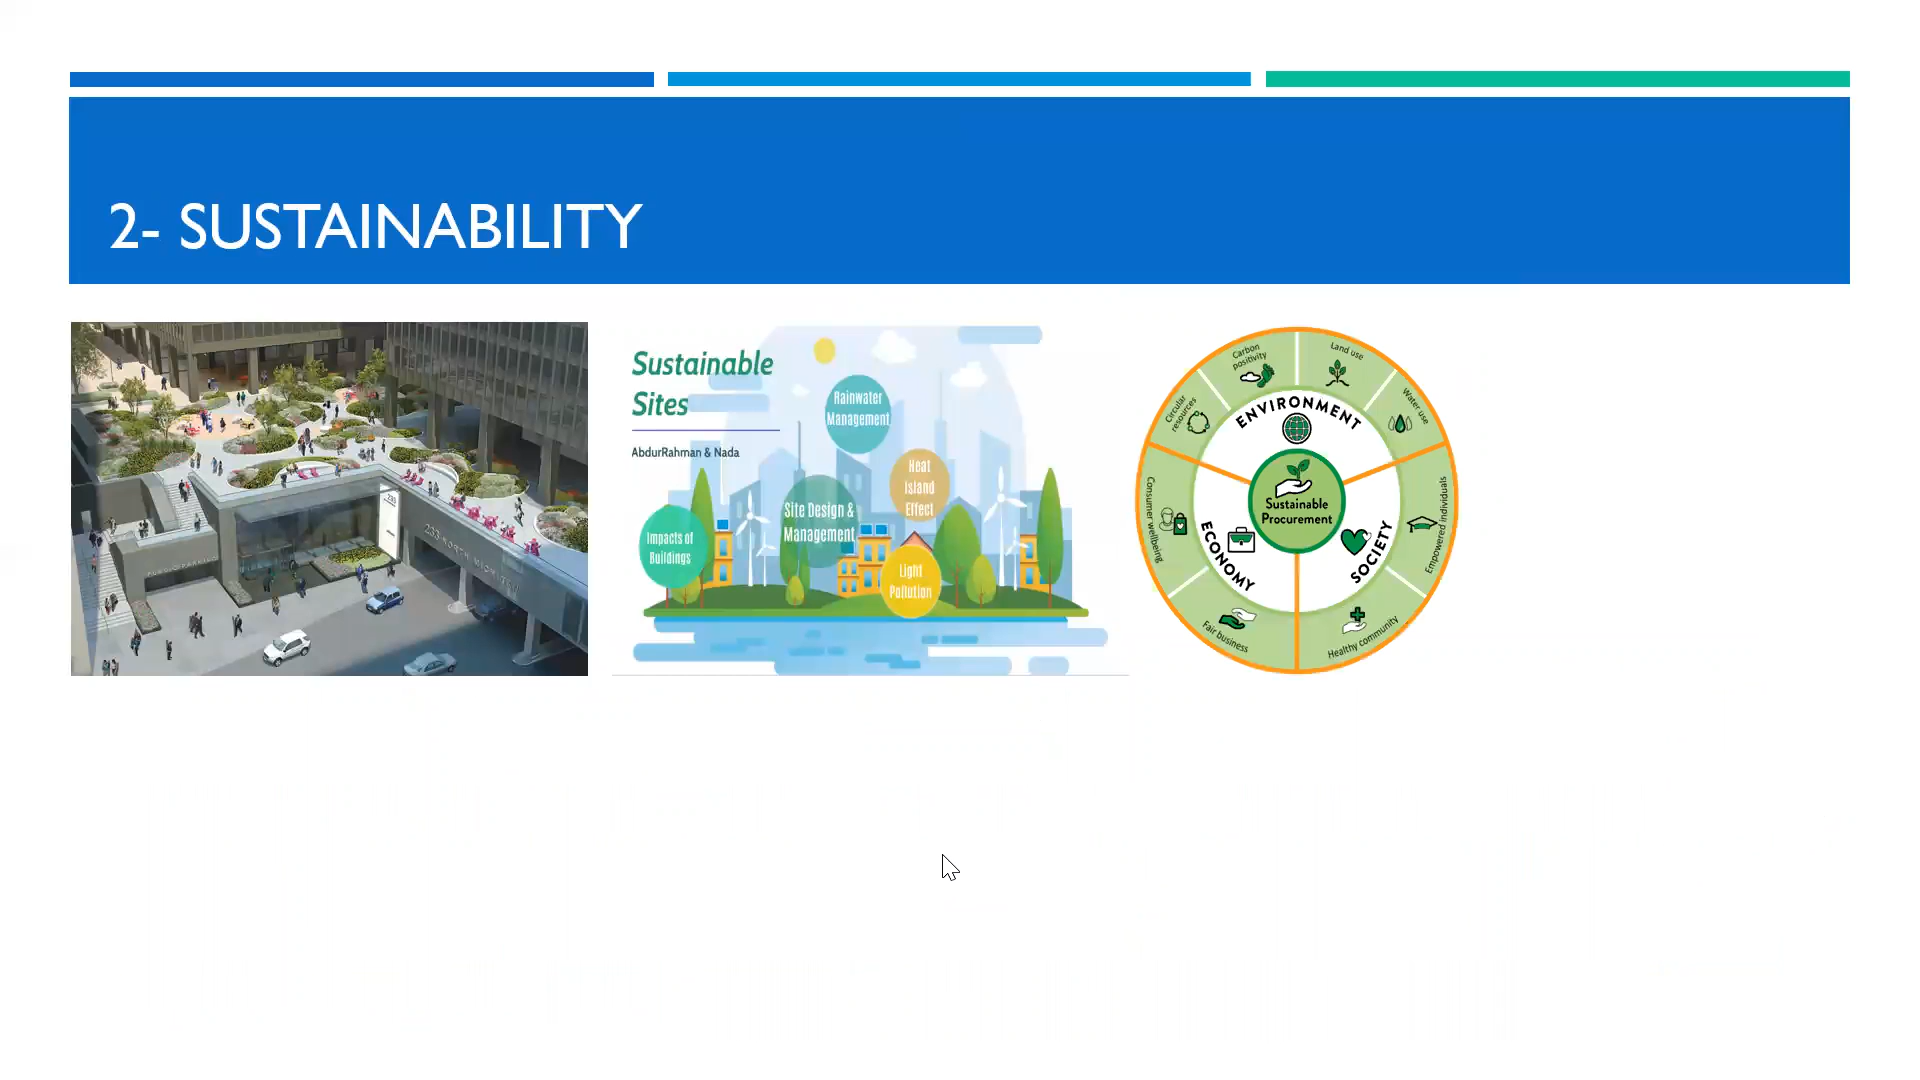 2- SUSTAINABILITY
233 NORTH MICHIGAN
PUBLIC PARKING
Sustainable
Sites
AbdurRahman & Nada
Rainwater
Management
Heat
Island
Effect
Site Design &
Management
Impacts of
Buildings
Light
Pollution
Carbon
positivity
Land use
Water use
Circular
resources
ENVIRONMENT
Sustainable
Procurement
ECONOMY
SOCIETY
Consumer wellbeing
Empowered individuals
Fair business
Healthy community